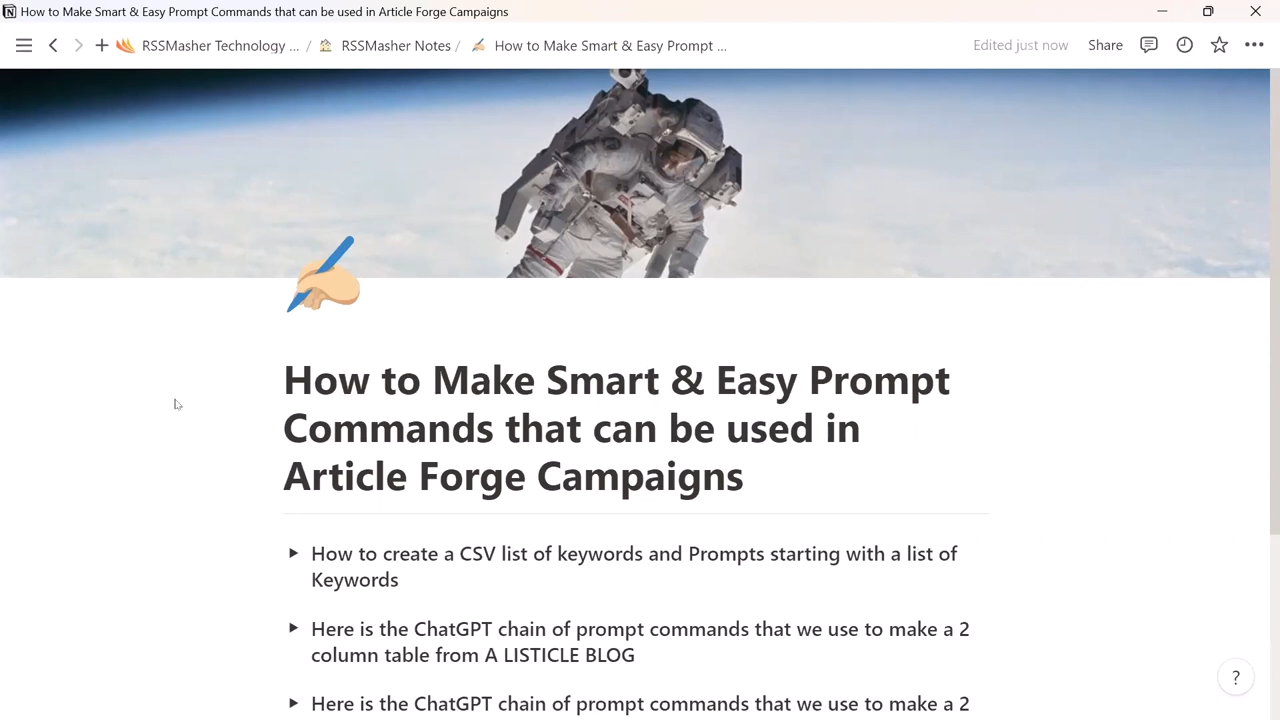 How to Make Smart & Easy Prompt Commands that can be used in Article Forge Campaigns
RSSMasher Technology ... / RSSMasher Notes / How to Make Smart & Easy Prompt ... Edited just now Share
How to Make Smart & Easy Prompt
Commands that can be used in
Article Forge Campaigns
How to create a CSV list of keywords and Prompts starting with a list of
Keywords
Here is the ChatGPT chain of prompt commands that we use to make a 2
column table from A LISTICLE BLOG
Here is the ChatGPT chain of prompt commands that we use to make a 2
?